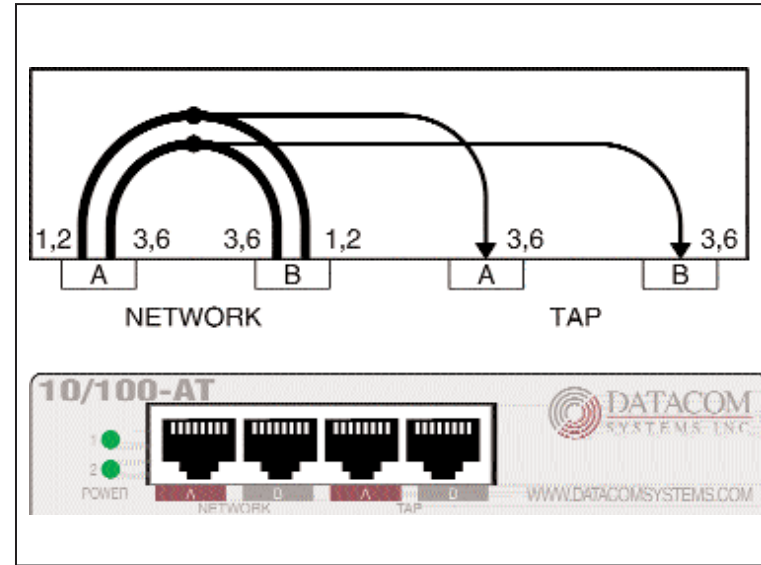 1,2 3,6 3,6 1,2 3,6 3,6
A B A B
NETWORK TAP
10/100-AT
DATACOM
SYSTEMS INC.
1
2
POWER A B A B WWW.DATACOMSYSTEMS.COM
NETWORK TAP